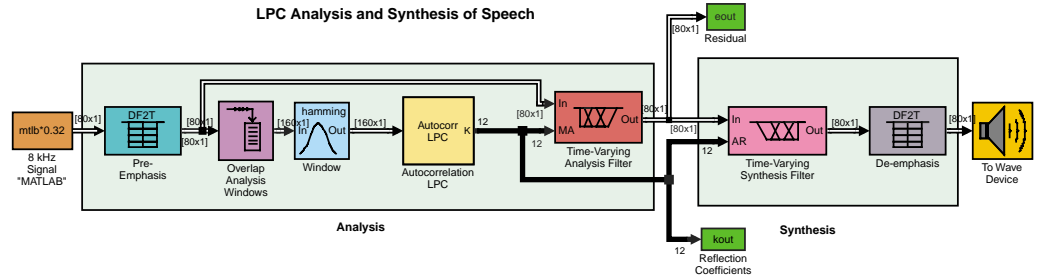 LPC Analysis and Synthesis of Speech
eout
[80x1]
Residual
mtlb*0.32
8 kHz
Signal
"MATLAB"
[80x1]
DF2T
Pre-
Emphasis
[80x1]
[80x1]
Overlap
Analysis
Windows
[160x1]
hamming
In
Out
Window
[160x1]
Autocorr
LPC
K
Autocorrelation
LPC
12
[80x1]
12
In
MA
Out
Time-Varying
Analysis Filter
[80x1]
[80x1]
12
In
AR
Out
Time-Varying
Synthesis Filter
[80x1]
DF2T
De-emphasis
[80x1]
To Wave
Device
Analysis
Synthesis
kout
12
Reflection
Coefficients